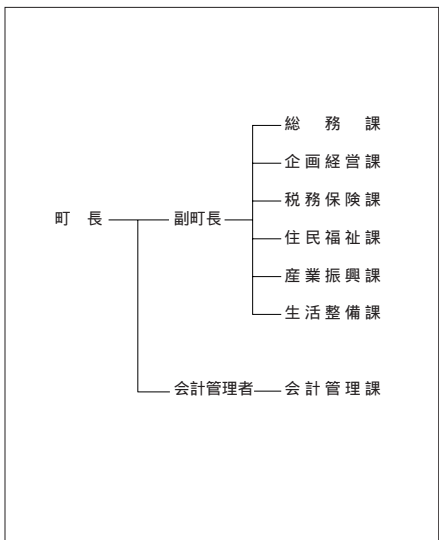 総務課
企画経営課
税務保険課
町長 副町長
住民福祉課
産業振興課
生活整備課
会計管理者 会計管理課